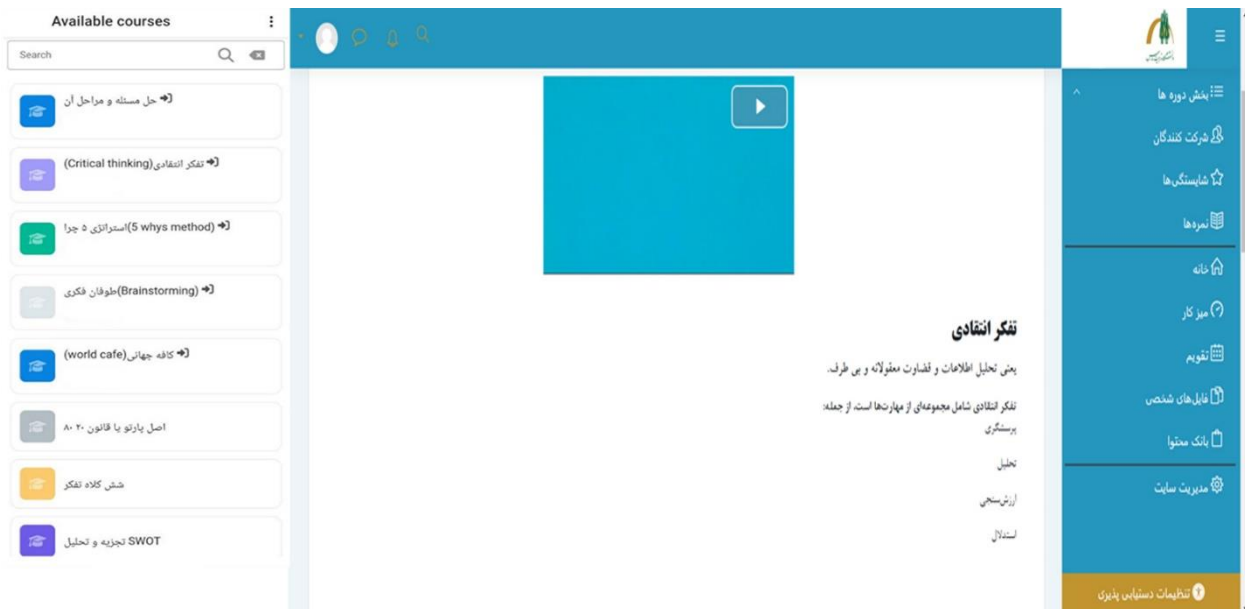 Available courses
Search
حل مسئله و مراحل آن
تفکر انتقادی(Critical thinking)
(5 whys method)استراتژی ۵ چرا
(Brainstorming)طوفان فکری
کافه جهانی(world cafe)
اصل پارتو یا قانون ۲۰ ۸۰
شش کلاه تفکر
SWOT تجزیه و تحلیل
تفکر انتقادی
یعنی تحلیل اطلاعات و قضاوت معقولانه و بی طرف.
تفکر انتقادی شامل مجموعه‌ای از مهارت‌ها است، از جمله:
پرسشگری
تحلیل
ارزش‌سنجی
استدلال
بخش دوره ها
شرکت کنندگان
شایستگی‌ها
نمره‌ها
خانه
میز کار
تقویم
فایل‌های شخصی
بانک محتوا
مدیریت سایت
تنظیمات دستیابی پذیری